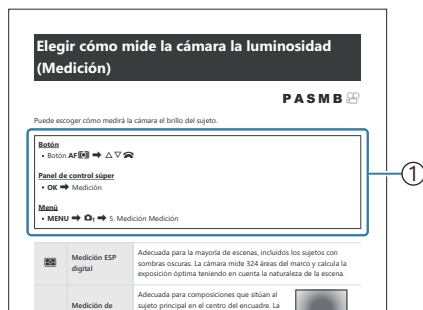 Elegir cómo mide la cámara la luminosidad
(Medición)
PASMB
Puede escoger cómo medirá la cámara el brillo del sujeto.
Botón
• Botón AF ➡ △▽
Panel de control súper
• OK ➡ Medición
Menú
• MENU ➡ 1 ➡ 5. Medición Medición
1
Medición ESP
digital
Adecuada para la mayoría de escenas, incluidos los sujetos con
sombras oscuras. La cámara mide 324 áreas del marco y calcula la
exposición óptima teniendo en cuenta la naturaleza de la escena.
Medición de
Adecuada para composiciones que sitúan al
sujeto principal en el centro del encuadre. La